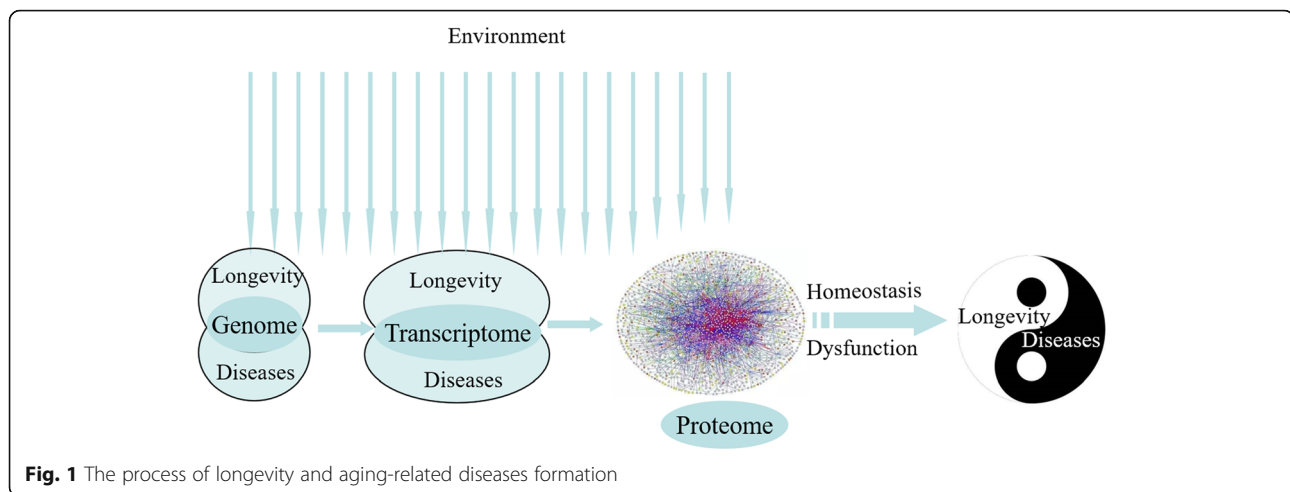 Environment
Longevity
Genome
Diseases
Longevity
Transcriptome
Diseases
Proteome
Homeostasis
Dysfunction
Longevity
Diseases
Fig. 1 The process of longevity and aging-related diseases formation